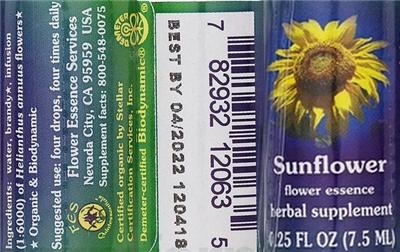 Ingredients: water, brandy★, infusion
(1:6000) of Helianthus annuus flowers★
★ Organic & Biodynamic
Suggested use: four drops, four times daily
FES
Flower Essence Services
Nevada City, CA 95959 USA
Supplement facts: 800-548-0075
Certified organic by Stellar
Certification Services, Inc.
Demeter-certified Biodynamic®
DEMETER
BEST BY 04/2022 120418
7 82932 12063 5
Sunflower
flower essence
herbal supplement
0.25 FL OZ (7.5 ML)